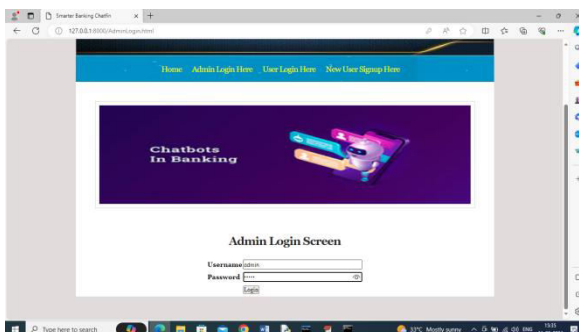 Smarter Banking Chatfin
127.0.0.1:8000/AdminLogin.html
Home Admin Login Here User Login Here New User Signup Here
Chatbots
In Banking
Admin Login Screen
Username admin
Password •••••
Login
Type here to search
33°C Mostly sunny
ENG
15:35